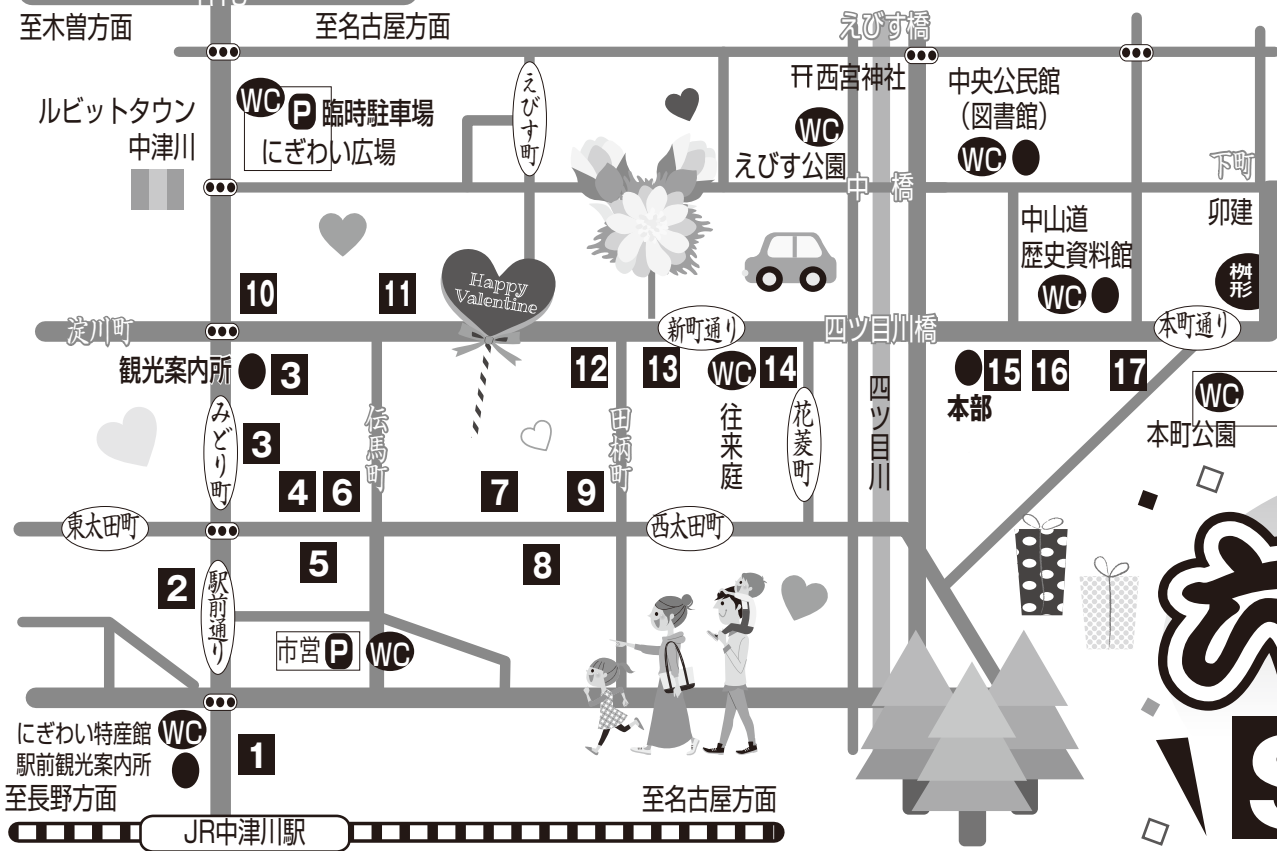 至木曽方面
至名古屋方面
えびす橋
ルビットタウン
中津川
WC P 臨時駐車場
にぎわい広場
えびす町
开西宮神社
WC
えびす公園
中央公民館
（図書館）
WC
下町
中橋
中山道
歴史資料館
WC
卯建
桝形
10
11
Happy
Valentine
淀川町
新町通り
四ツ目川橋
本町通り
観光案内所
3
12
13
WC
14
15
16
17
本部
WC
本町公園
みどり町
3
伝馬町
田柄町
往来庭
花菱町
四ツ目川
4
6
7
9
東太田町
西太田町
5
8
2
駅前通り
市営 P WC
にぎわい特産館 WC
駅前観光案内所
1
至長野方面
至名古屋方面
JR中津川駅